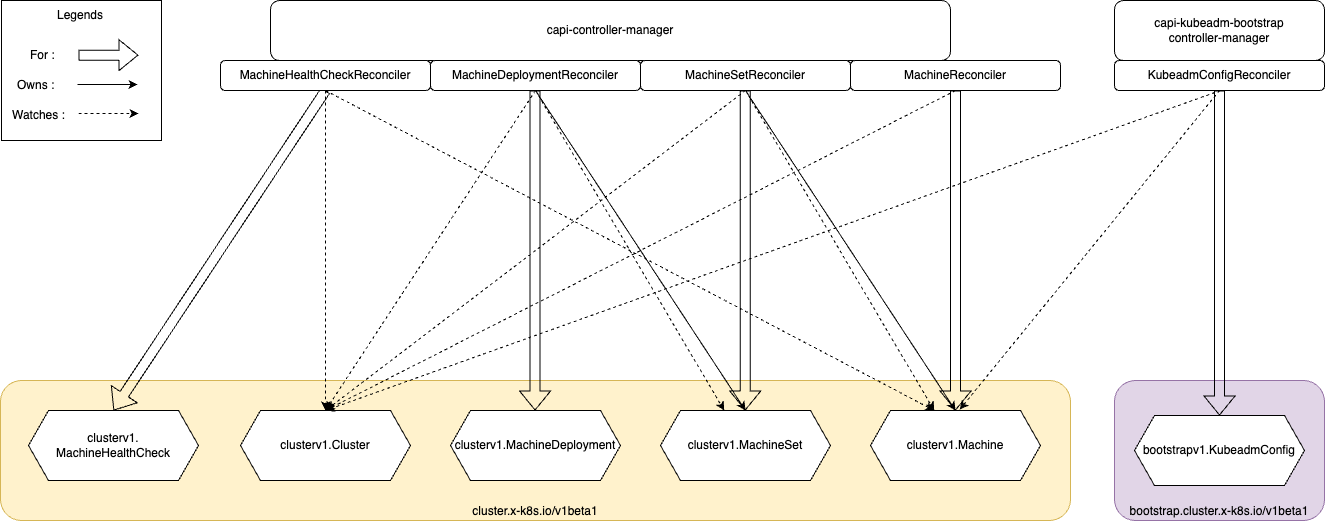 Legends
For :
Owns :
Watches :
capi-controller-manager
MachineHealthCheckReconciler
MachineDeploymentReconciler
MachineSetReconciler
MachineReconciler
capi-kubeadm-bootstrap
controller-manager
KubeadmConfigReconciler
clusterv1.
MachineHealthCheck
clusterv1.Cluster
clusterv1.MachineDeployment
clusterv1.MachineSet
clusterv1.Machine
cluster.x-k8s.io/v1beta1
bootstrapv1.KubeadmConfig
bootstrap.cluster.x-k8s.io/v1beta1